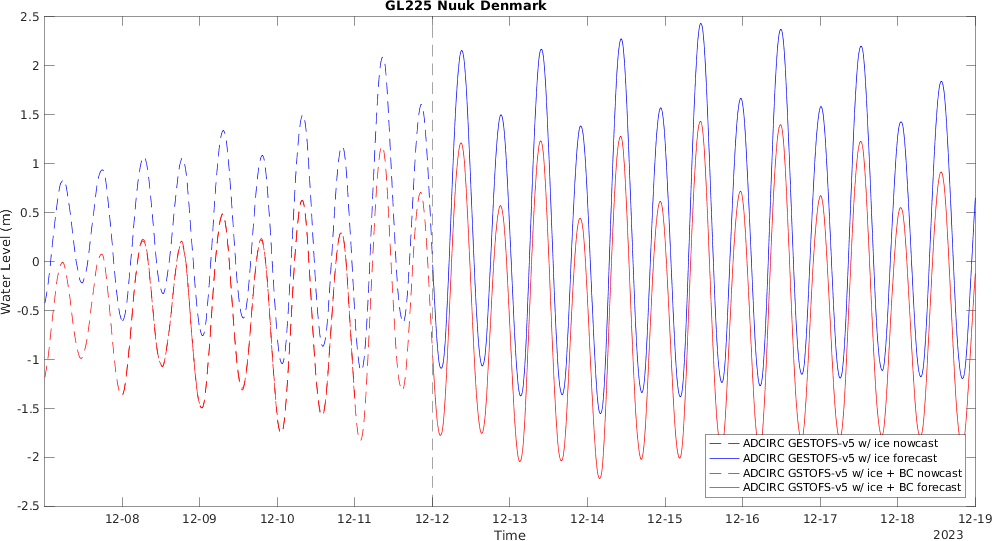 GL225 Nuuk Denmark
2.5
2
1.5
1
0.5
0
-0.5
-1
-1.5
-2
-2.5
Water Level (m)
ADCIRC GESTOFS-v5 w/ ice nowcast
ADCIRC GESTOFS-v5 w/ ice forecast
ADCIRC GSTOFS-v5 w/ ice + BC nowcast
ADCIRC GSTOFS-v5 w/ ice + BC forecast
12-08 12-09 12-10 12-11 12-12 12-13 12-14 12-15 12-16 12-17 12-18 12-19
Time
2023